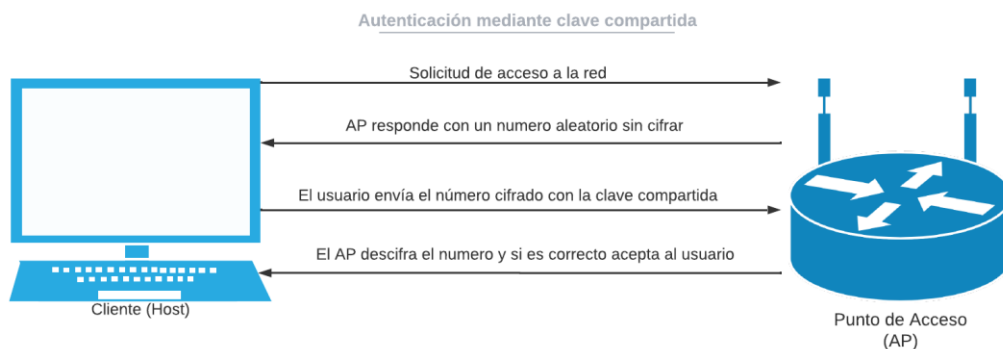 Autenticación mediante clave compartida
Solicitud de acceso a la red
AP responde con un numero aleatorio sin cifrar
El usuario envía el número cifrado con la clave compartida
El AP descifra el numero y si es correcto acepta al usuario
Cliente (Host)
Punto de Acceso
(AP)